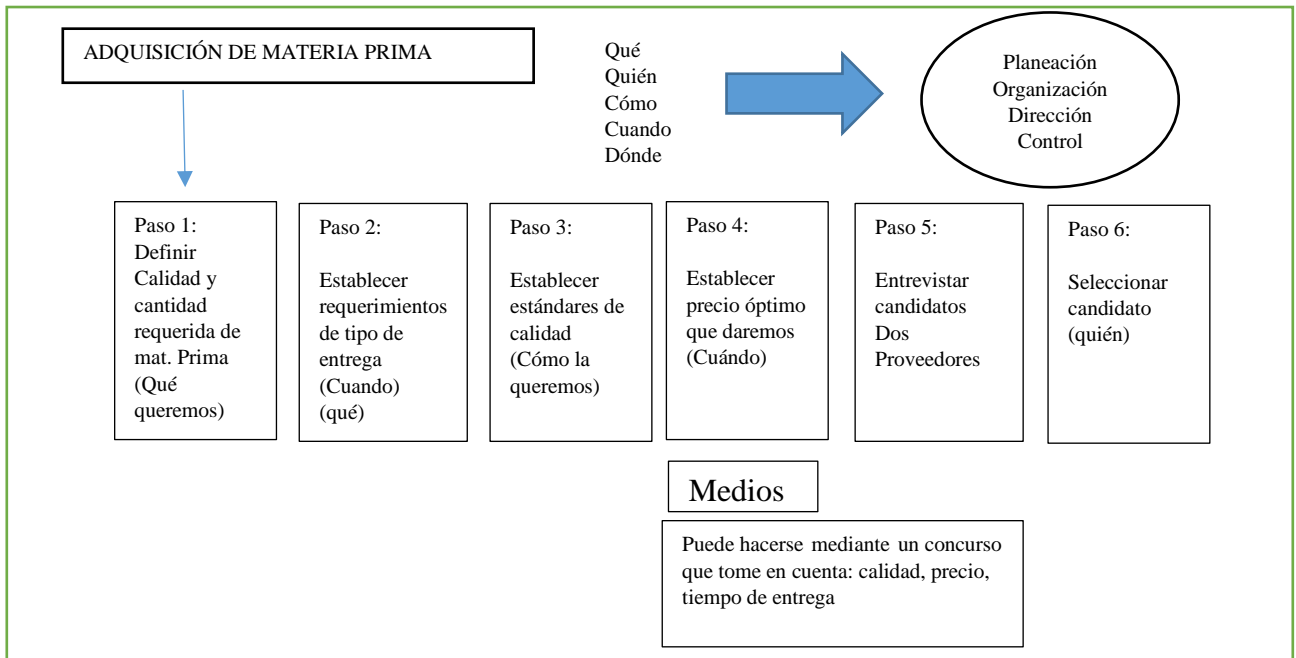 ADQUISICIÓN DE MATERIA PRIMA
Qué
Quién
Cómo
Cuando
Dónde
Planeación
Organización
Dirección
Control
Paso 1:
Definir
Calidad y
cantidad
requerida de
mat. Prima
(Qué
queremos)
Paso 2:
Establecer
requerimientos
de tipo de
entrega
(Cuando)
(qué)
Paso 3:
Establecer
estándares de
calidad
(Cómo la
queremos)
Paso 4:
Establecer
precio óptimo
que daremos
(Cuándo)
Paso 5:
Entrevistar
candidatos
Dos
Proveedores
Paso 6:
Seleccionar
candidato
(quién)
Medios
Puede hacerse mediante un concurso
que tome en cuenta: calidad, precio,
tiempo de entrega